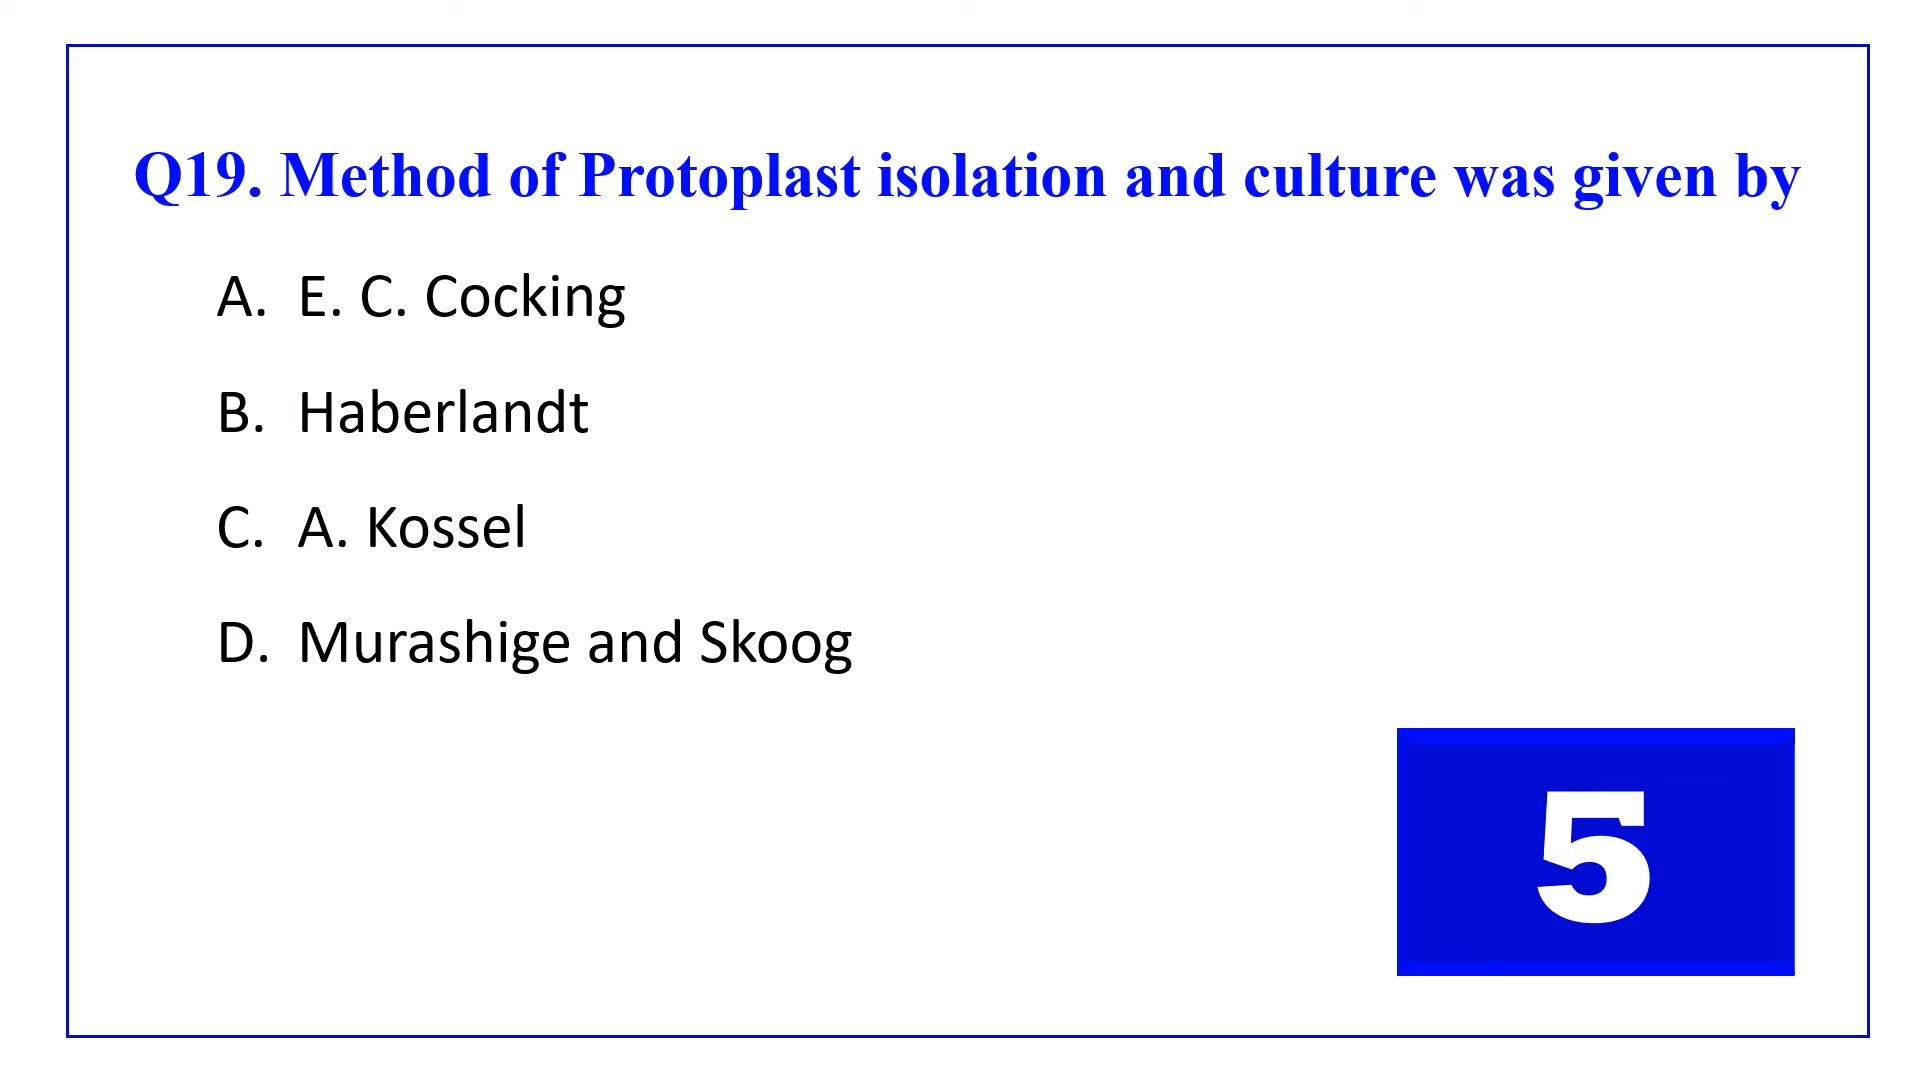 Q19. Method of Protoplast isolation and culture was given by
A. E. C. Cocking
B. Haberlandt
C. A. Kossel
D. Murashige and Skoog
5